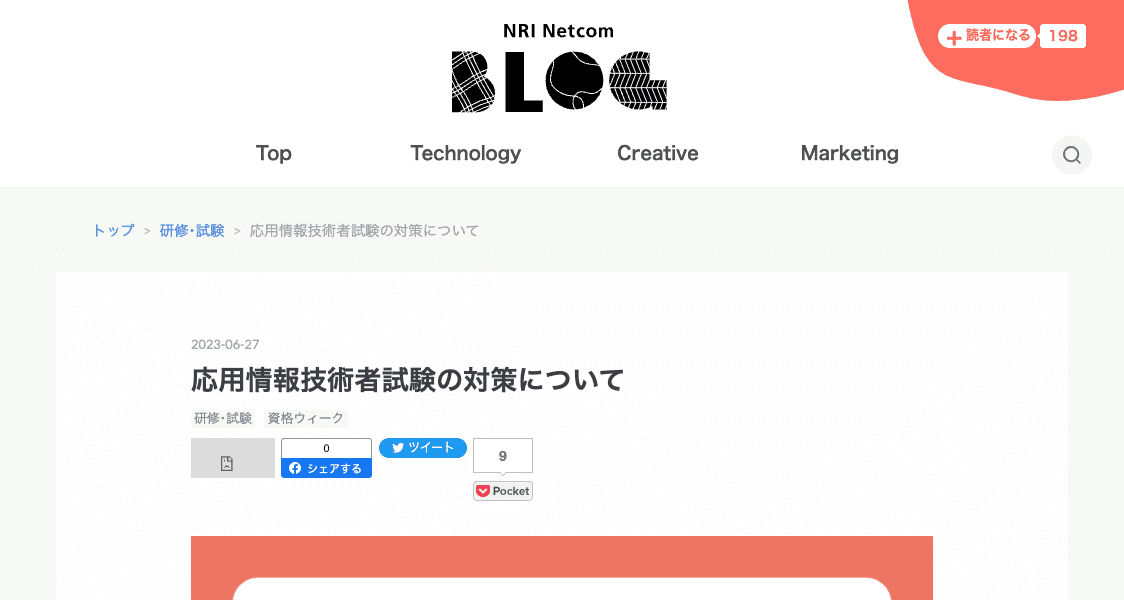 NRI Netcom
BLOG
読者になる 198
Top Technology Creative Marketing
トップ > 研修・試験 > 応用情報技術者試験の対策について
2023-06-27
応用情報技術者試験の対策について
研修・試験 資格ウィーク
0
シェアする
ツイート
9
Pocket